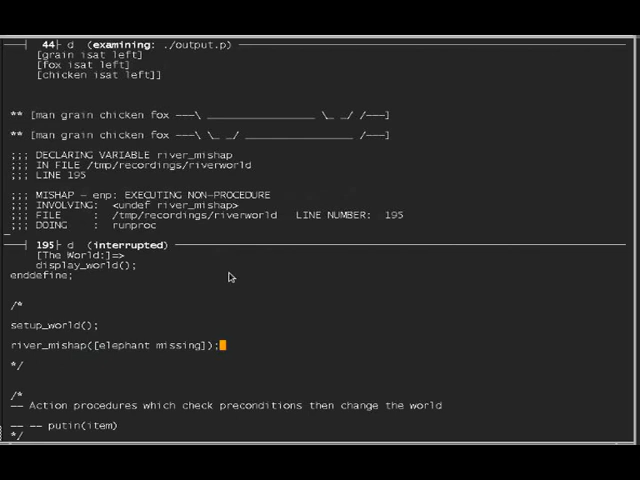 44 d (examining: ./output.p)
[grain isat left]
[fox isat left]
[chicken isat left]]
** [man grain chicken fox ---\ _________________ \_ _/ /---]
** [man grain chicken fox ---\ \_ _/ _________________ /---]
;;; DECLARING VARIABLE river_mishap
;;; IN FILE /tmp/recordings/riverworld
;;; LINE 195
;;; MISHAP - enp: EXECUTING NON-PROCEDURE
;;; INVOLVING: <undef river_mishap>
;;; FILE : /tmp/recordings/riverworld LINE NUMBER: 195
;;; DOING : runproc
195 d (interrupted)
[The World:]=>
display_world();
enddefine;
/*
setup_world();
river_mishap([elephant missing]);
*/
/*
-- Action procedures which check preconditions then change the world
-- -- putin(item)
*/